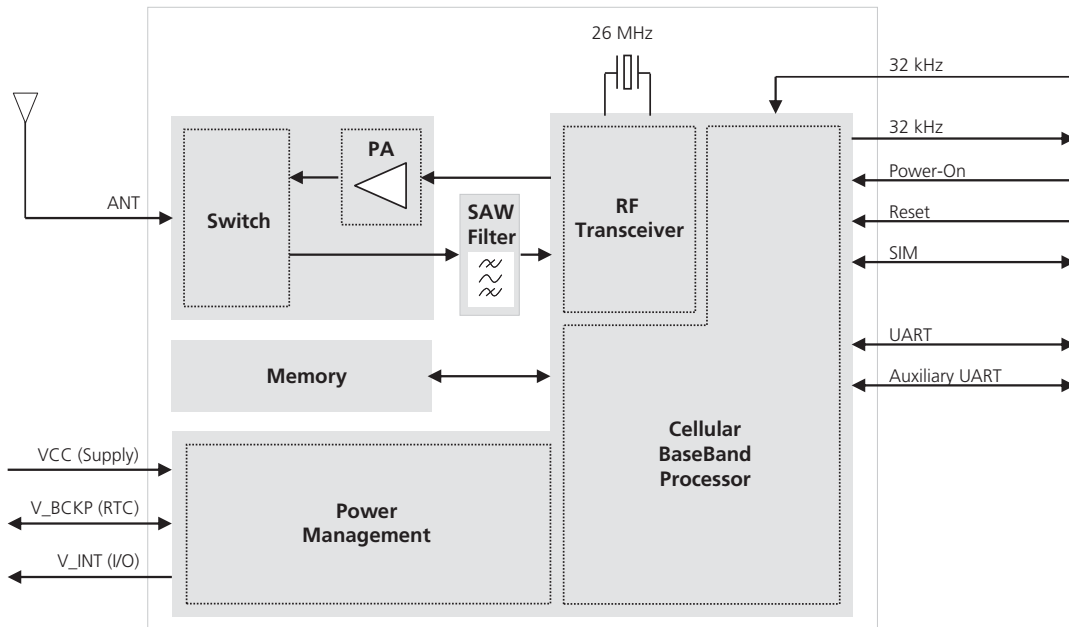 26 MHz
32 kHz
32 kHz
Power-On
Reset
SIM
UART
Auxiliary UART
ANT
Switch
PA
SAW
Filter
RF
Transceiver
Memory
Cellular
BaseBand
Processor
VCC (Supply)
V_BCKP (RTC)
V_INT (I/O)
Power
Management